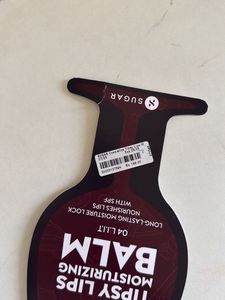 SUGAR
TIPSY LIPS
MOISTURIZING
BALM
04 L.I.I.T
LONG-LASTING MOISTURE LOCK
NOURISHES LIPS
WITH SPF